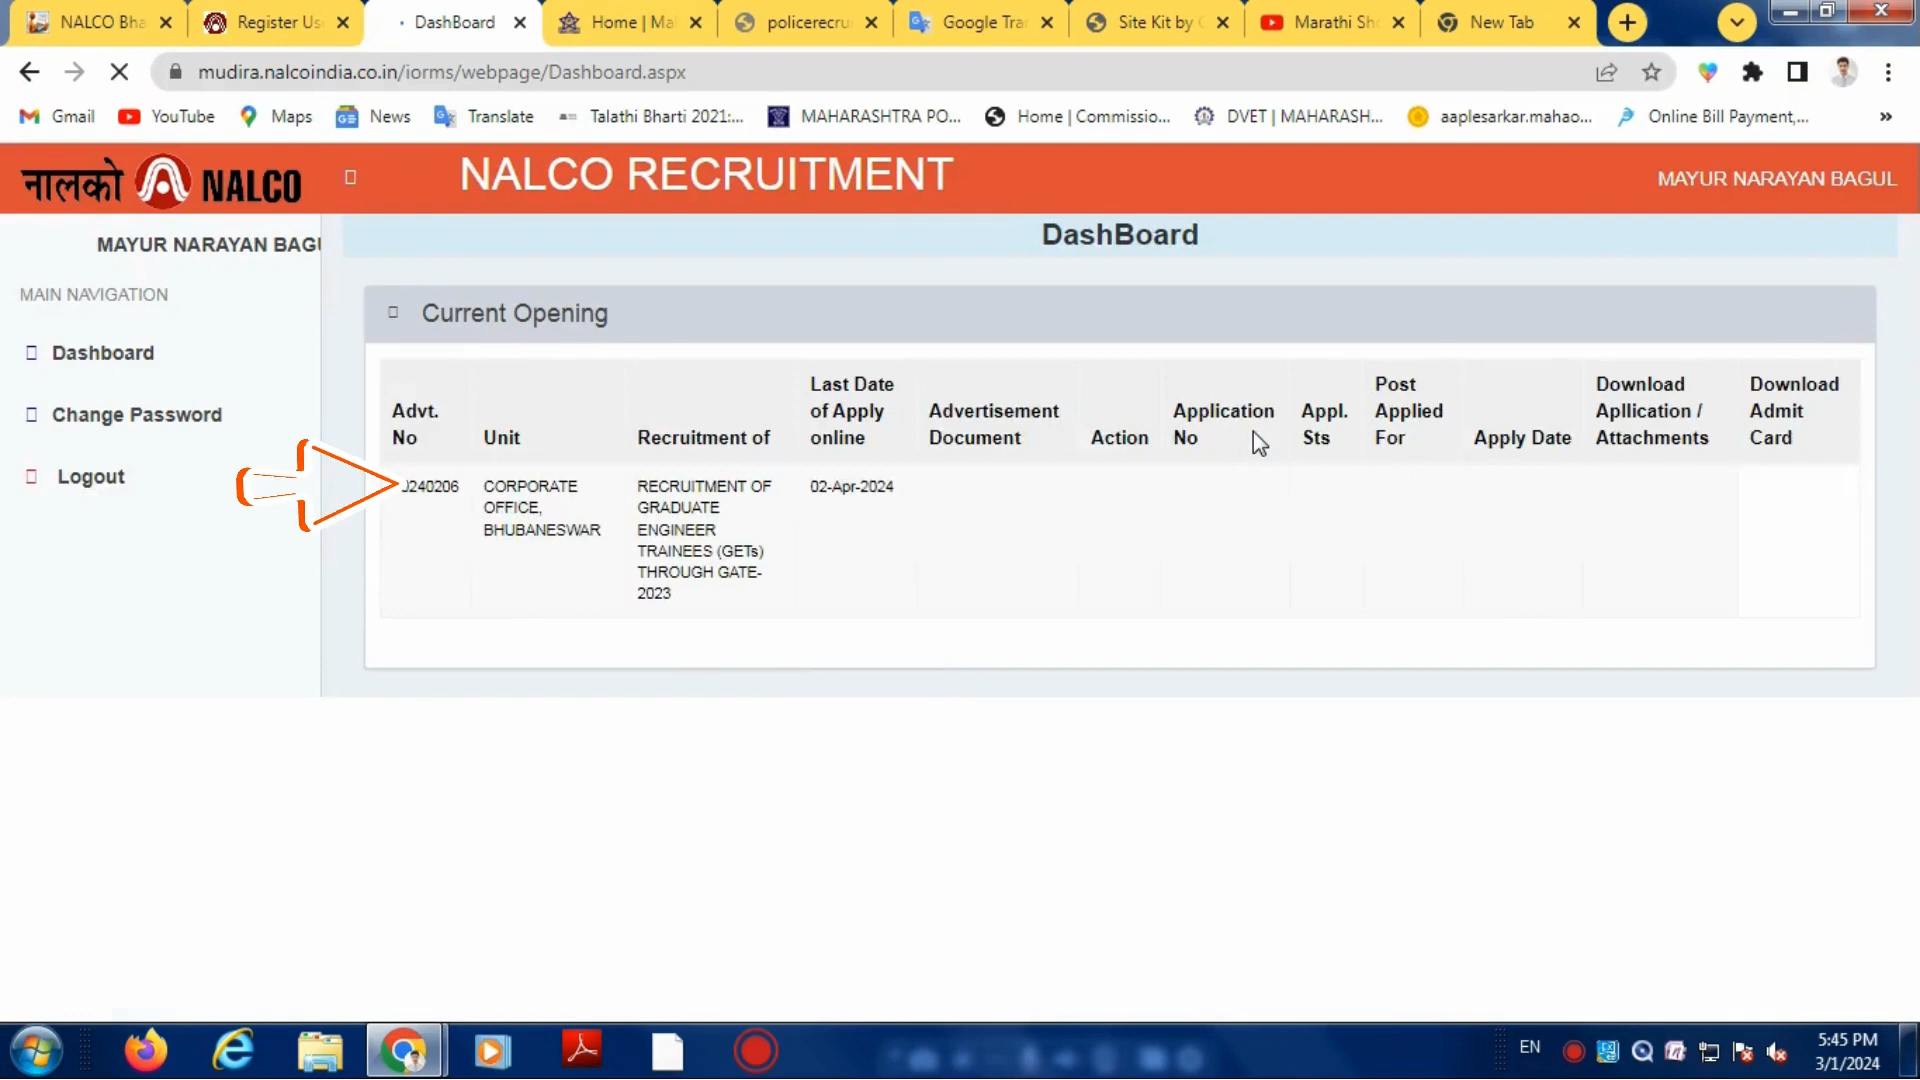 NALCO Bha
Register Us
DashBoard
Home | Ma
policerecru
Google Tra
Site Kit by
Marathi Sh
New Tab
mudira.nalcoindia.co.in/iorms/webpage/Dashboard.aspx
Gmail
YouTube
Maps
News
Translate
Talathi Bharti 2021:...
MAHARASHTRA PO...
Home | Commissio...
DVET | MAHARASH...
aaplesarkar.mahao...
Online Bill Payment,...
»
नालको NALCO
NALCO RECRUITMENT
MAYUR NARAYAN BAGUL
MAYUR NARAYAN BAGU
DashBoard
MAIN NAVIGATION
Dashboard
Change Password
Logout
Current Opening
Advt. No
Unit
Recruitment of
Last Date of Apply online
Advertisement Document
Action
Application No
Appl. Sts
Post Applied For
Apply Date
Download Apllication / Attachments
Download Admit Card
240206
CORPORATE
OFFICE,
BHUBANESWAR
RECRUITMENT OF
GRADUATE
ENGINEER
TRAINEES (GETs)
THROUGH GATE-
2023
02-Apr-2024
EN
5:45 PM
3/1/2024